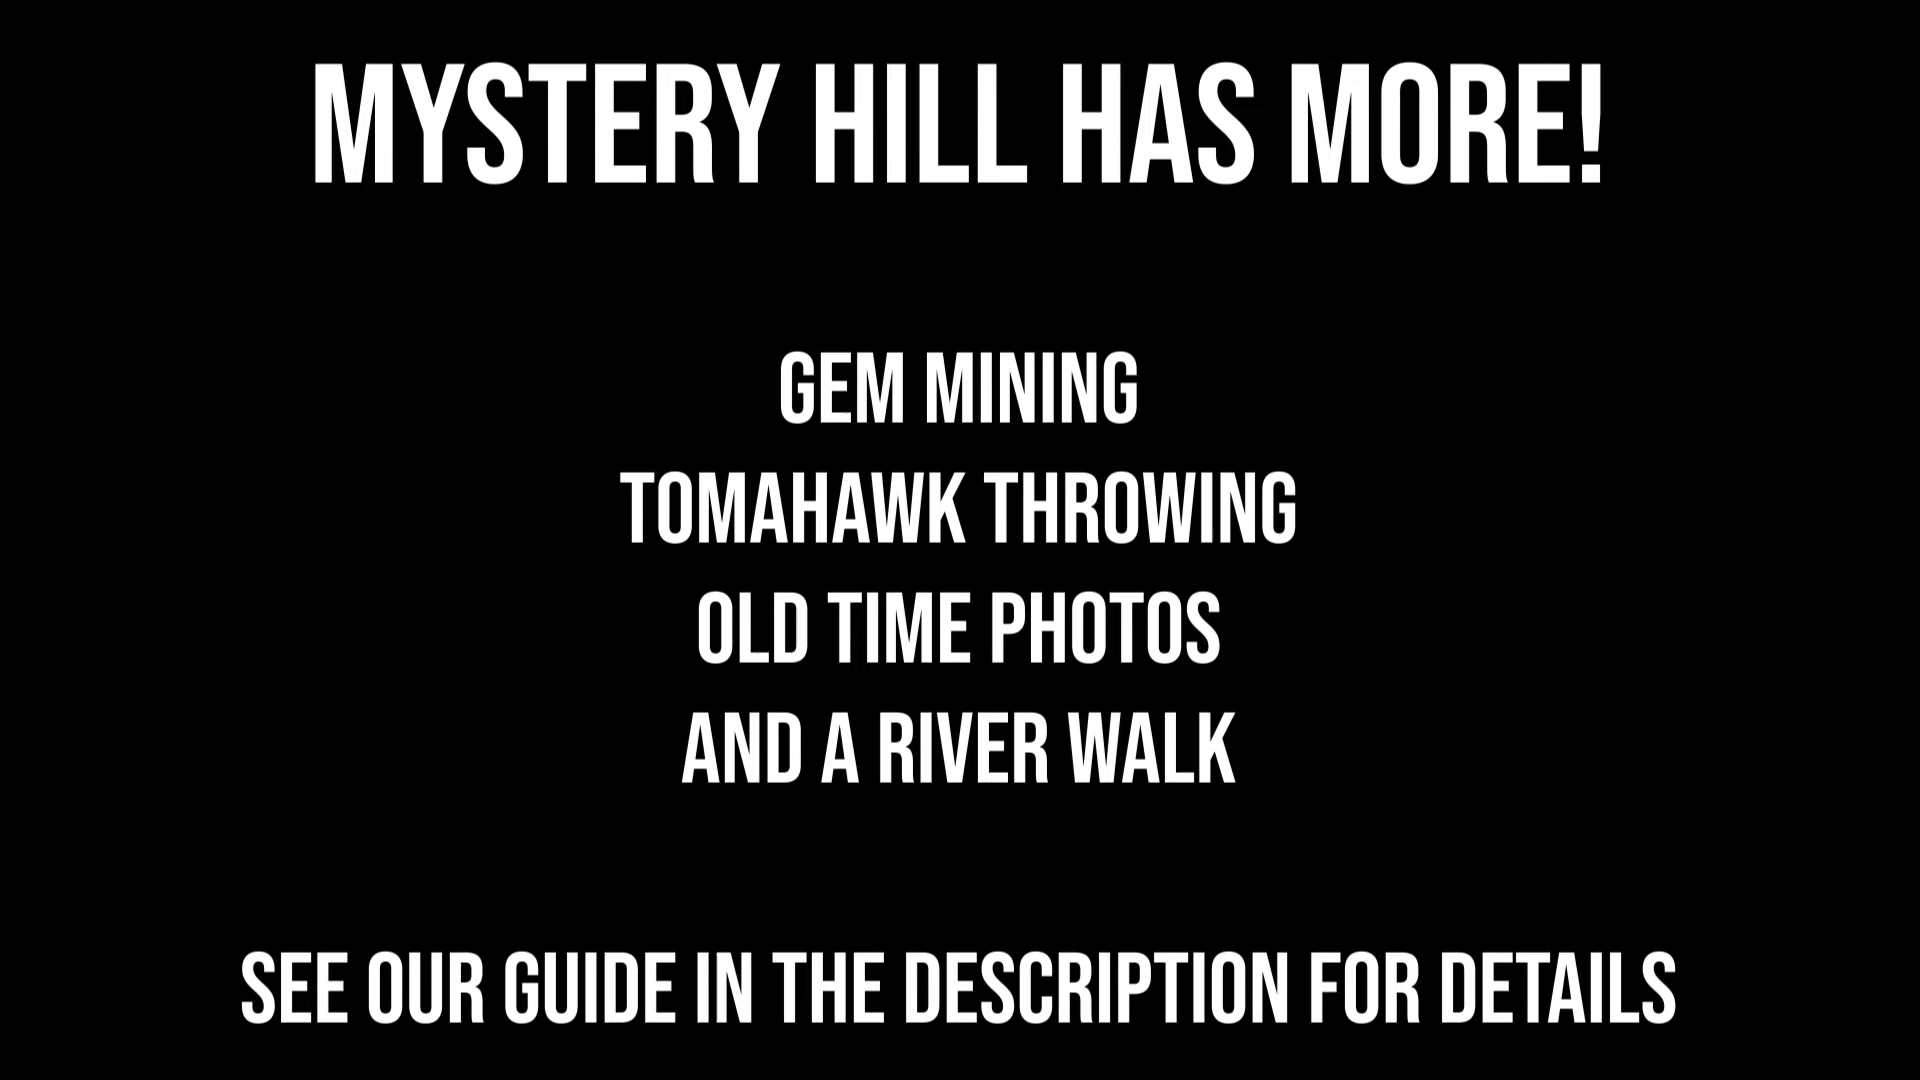 MYSTERY HILL HAS MORE!
GEM MINING
TOMAHAWK THROWING
OLD TIME PHOTOS
AND A RIVER WALK
SEE OUR GUIDE IN THE DESCRIPTION FOR DETAILS